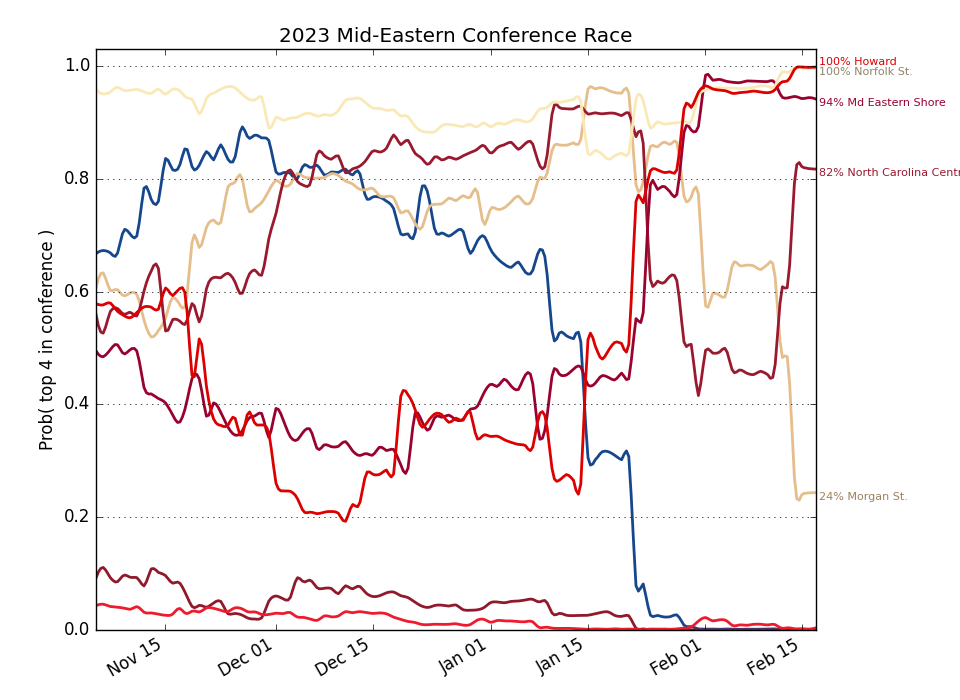 2023 Mid-Eastern Conference Race
Prob( top 4 in conference )
1.0
0.8
0.6
0.4
0.2
0.0
Nov 15
Dec 01
Dec 15
Jan 01
Jan 15
Feb 01
Feb 15
100% Howard
100% Norfolk St.
94% Md Eastern Shore
82% North Carolina Centr
24% Morgan St.